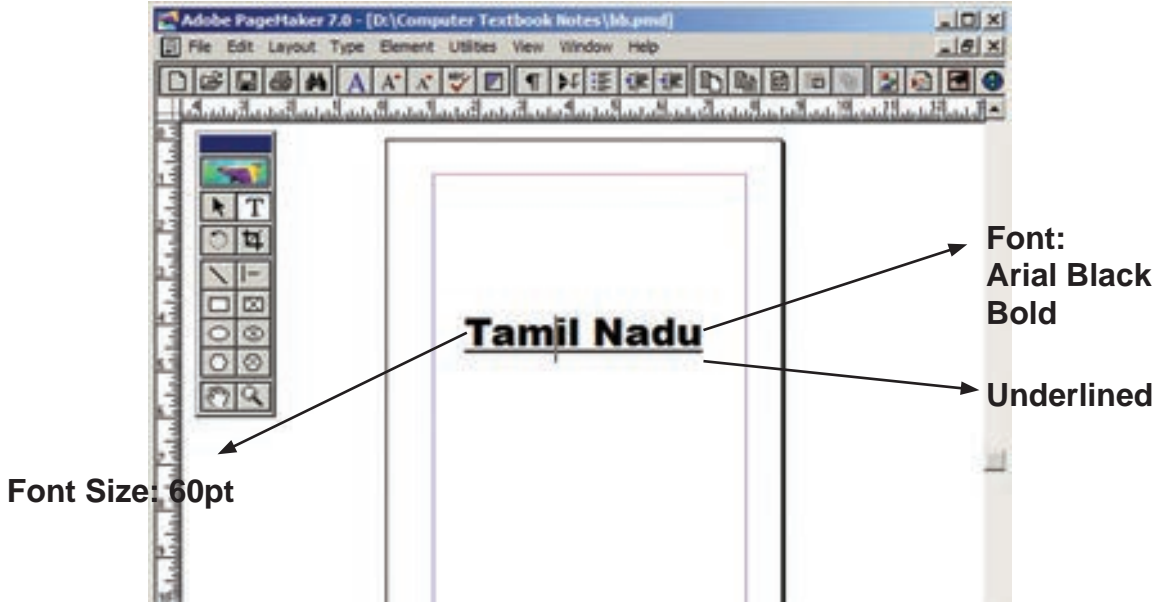 Adobe PageMaker 7.0 - [D:\Computer Textbook Notes\bb.pmd]
File Edit Layout Type Element Utilities View Window Help
T
Tamil Nadu
Font:
Arial Black
Bold
Underlined
Font Size: 60pt